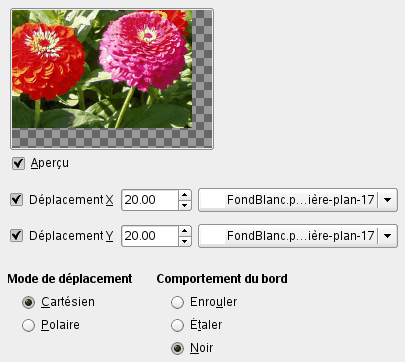 Aperçu
Déplacement X 20.00 FondBlanc.p...ière-plan-17
Déplacement Y 20.00 FondBlanc.p...ière-plan-17
Mode de déplacement Comportement du bord
Cartésien Enrouler
Polaire Étaler
Noir